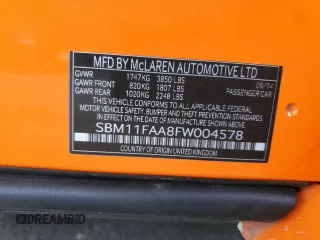 MFD BY McLAREN AUTOMOTIVE LTD
09/14
GVWR 1747KG 3850 LBS
PASSENGER CAR
GAWR FRONT 820KG 1807 LBS
GAWR REAR 1020KG 2248 LBS
THIS VEHICLE CONFORMS TO ALL APPLICABLE FEDERAL
MOTOR VEHICLE SAFETY, BUMPER, AND THEFT PREVENTION
STANDARDS IN EFFECT ON THE DATE OF MANUFACTURE SHOWN ABOVE
SBM11FAA8FW004578
COUNTRY OF ORIGIN UNITED KINGDOM
DREAMBID